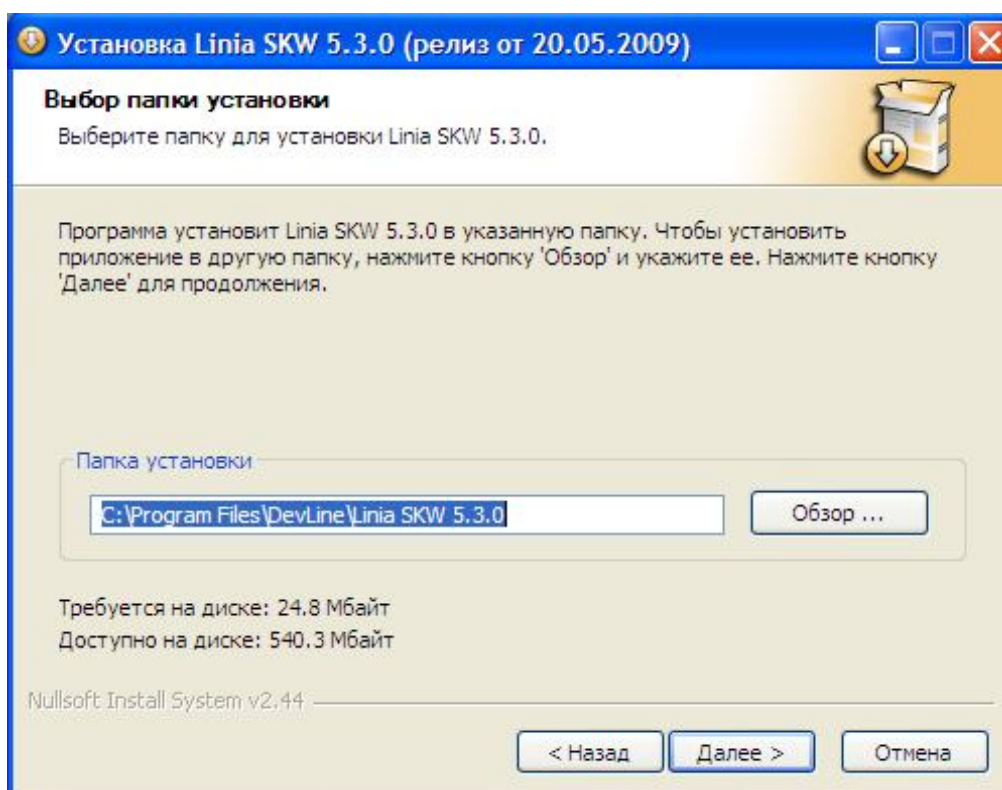 Установка Linia SKW 5.3.0 (релиз от 20.05.2009)
Выбор папки установки
Выберите папку для установки Linia SKW 5.3.0.
Программа установит Linia SKW 5.3.0 в указанную папку. Чтобы установить
приложение в другую папку, нажмите кнопку 'Обзор' и укажите ее. Нажмите кнопку
'Далее' для продолжения.
Папка установки
C:\Program Files\DevLine\Linia SKW 5.3.0
Обзор ...
Требуется на диске: 24.8 Мбайт
Доступно на диске: 540.3 Мбайт
Nullsoft Install System v2.44
< Назад
Далее >
Отмена